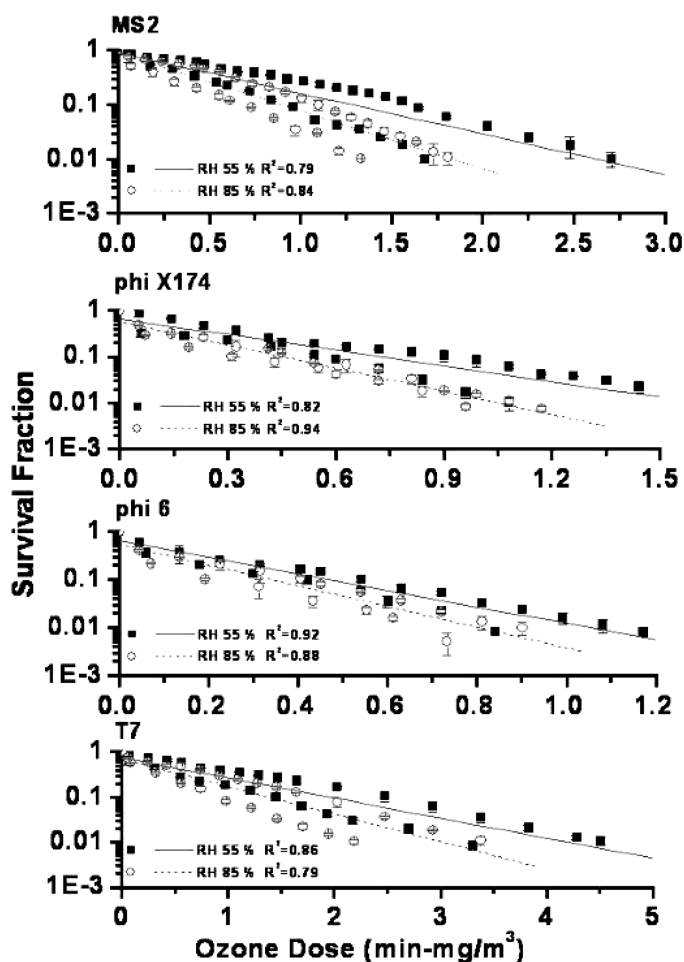 MS2
1
0.1
0.01
1E-3
■ RH 55 % R²=0.79
○ RH 85 % R²=0.84
0.0 0.5 1.0 1.5 2.0 2.5 3.0
phi X174
1
0.1
0.01
1E-3
■ RH 55 % R²=0.82
○ RH 85 % R²=0.94
0.0 0.3 0.6 0.9 1.2 1.5
Survival Fraction
phi 6
1
0.1
0.01
1E-3
■ RH 55 % R²=0.92
○ RH 85 % R²=0.88
0.0 0.2 0.4 0.6 0.8 1.0 1.2
T7
1
0.1
0.01
1E-3
■ RH 55 % R²=0.86
○ RH 85 % R²=0.79
0 1 2 3 4 5
Ozone Dose (min-mg/m³)